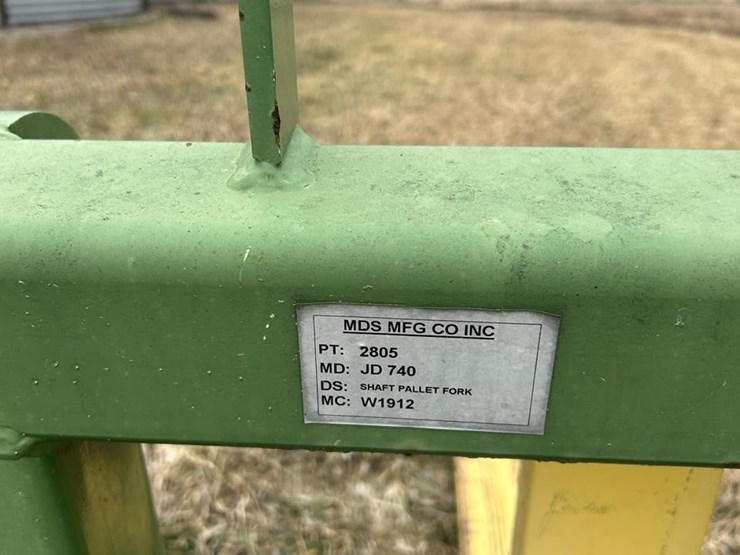 MDS MFG CO INC
PT: 2805
MD: JD 740
DS: SHAFT PALLET FORK
MC: W1912